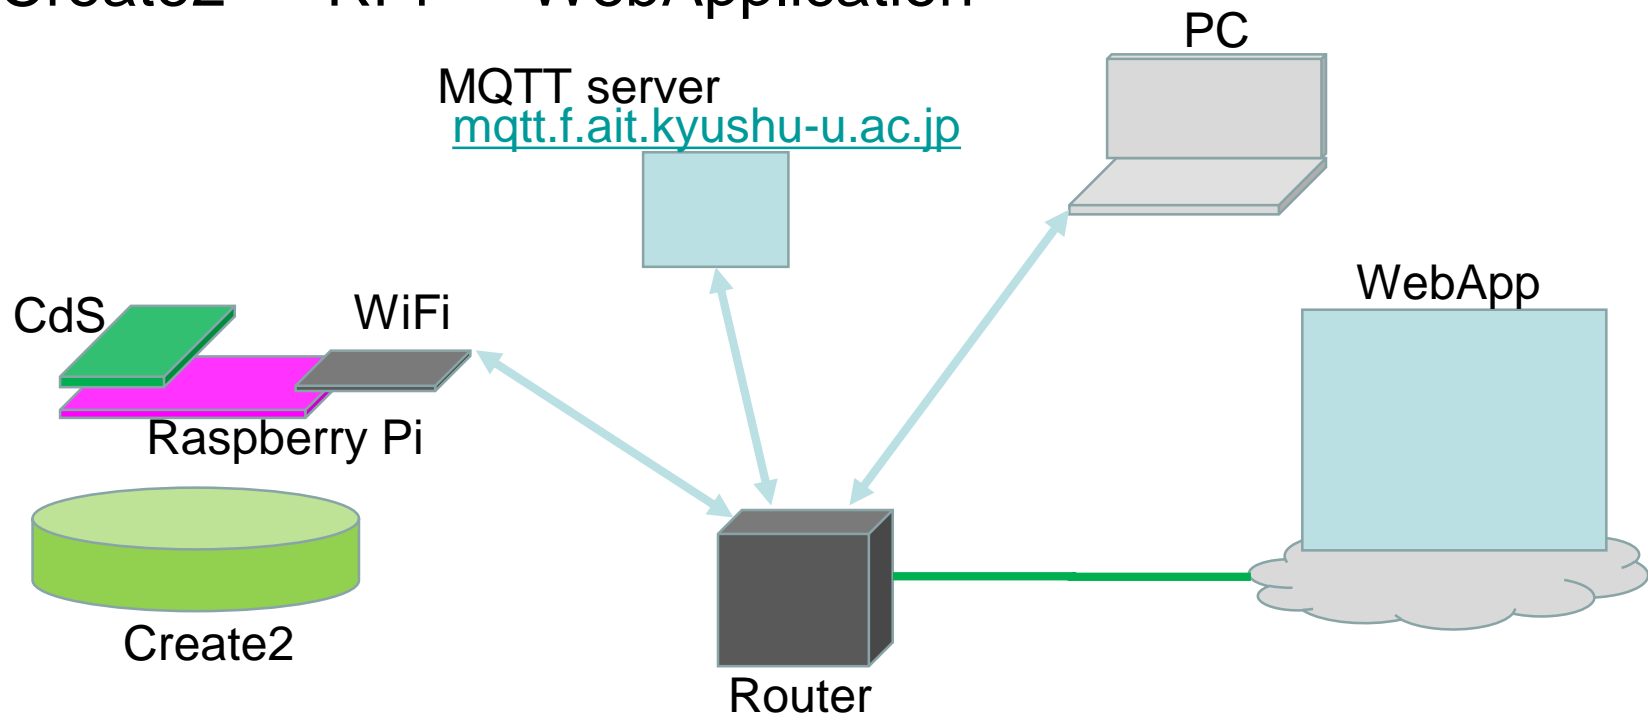 PC
MQTT server
mqtt.f.ait.kyushu-u.ac.jp
WebApp
CdS
WiFi
Raspberry Pi
Create2
Router